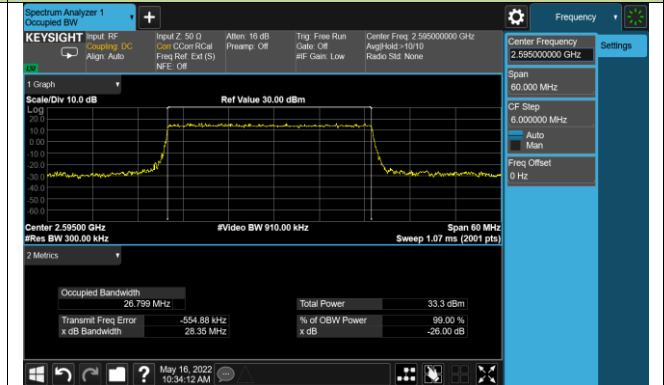 Spectrum Analyzer 1
Occupied BW
Frequency
KEYSIGHT
Input: RF
Coupling: DC
Align: Auto
Input Z: 50 Ω
Corr CCorr RCal
Freq Ref: Ext (S)
NFE: Off
Atten: 16 dB
Preamp: Off
Trig: Free Run
Gate: Off
#IF Gain: Low
Center Freq: 2.595000000 GHz
Avg|Hold:>10/10
Radio Std: None
LXI
Center Frequency
2.595000000 GHz
Settings
Span
60.000 MHz
CF Step
6.000000 MHz
Auto
Man
Freq Offset
0 Hz
1 Graph
Scale/Div 10.0 dB
Ref Value 30.00 dBm
Log
20.0
10.0
0.00
-10.0
-20.0
-30.0
-40.0
-50.0
-60.0
Center 2.59500 GHz
#Video BW 910.00 kHz
Span 60 MHz
#Res BW 300.00 kHz
Sweep 1.07 ms (2001 pts)
2 Metrics
Occupied Bandwidth
26.799 MHz
Total Power
33.3 dBm
Transmit Freq Error
-554.88 kHz
% of OBW Power
99.00 %
x dB Bandwidth
28.35 MHz
x dB
-26.00 dB
?
May 16, 2022
10:34:12 AM